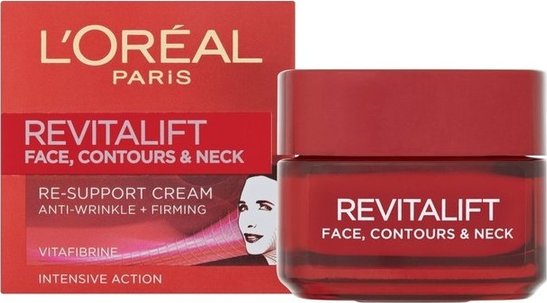 L'ORÉAL
PARIS
REVITALIFT
FACE, CONTOURS & NECK
RE-SUPPORT CREAM
ANTI-WRINKLE + FIRMING
VITAFIBRINE
INTENSIVE ACTION
REVITALIFT
FACE, CONTOURS & NECK